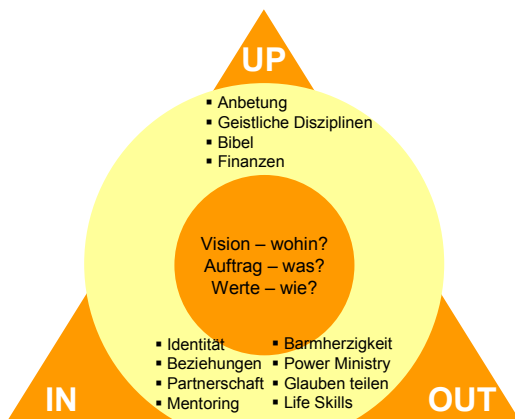 UP
▪ Anbetung
▪ Geistliche Disziplinen
▪ Bibel
▪ Finanzen
Vision – wohin?
Auftrag – was?
Werte – wie?
▪ Identität
▪ Beziehungen
▪ Partnerschaft
▪ Mentoring
▪ Barmherzigkeit
▪ Power Ministry
▪ Glauben teilen
▪ Life Skills
IN
OUT